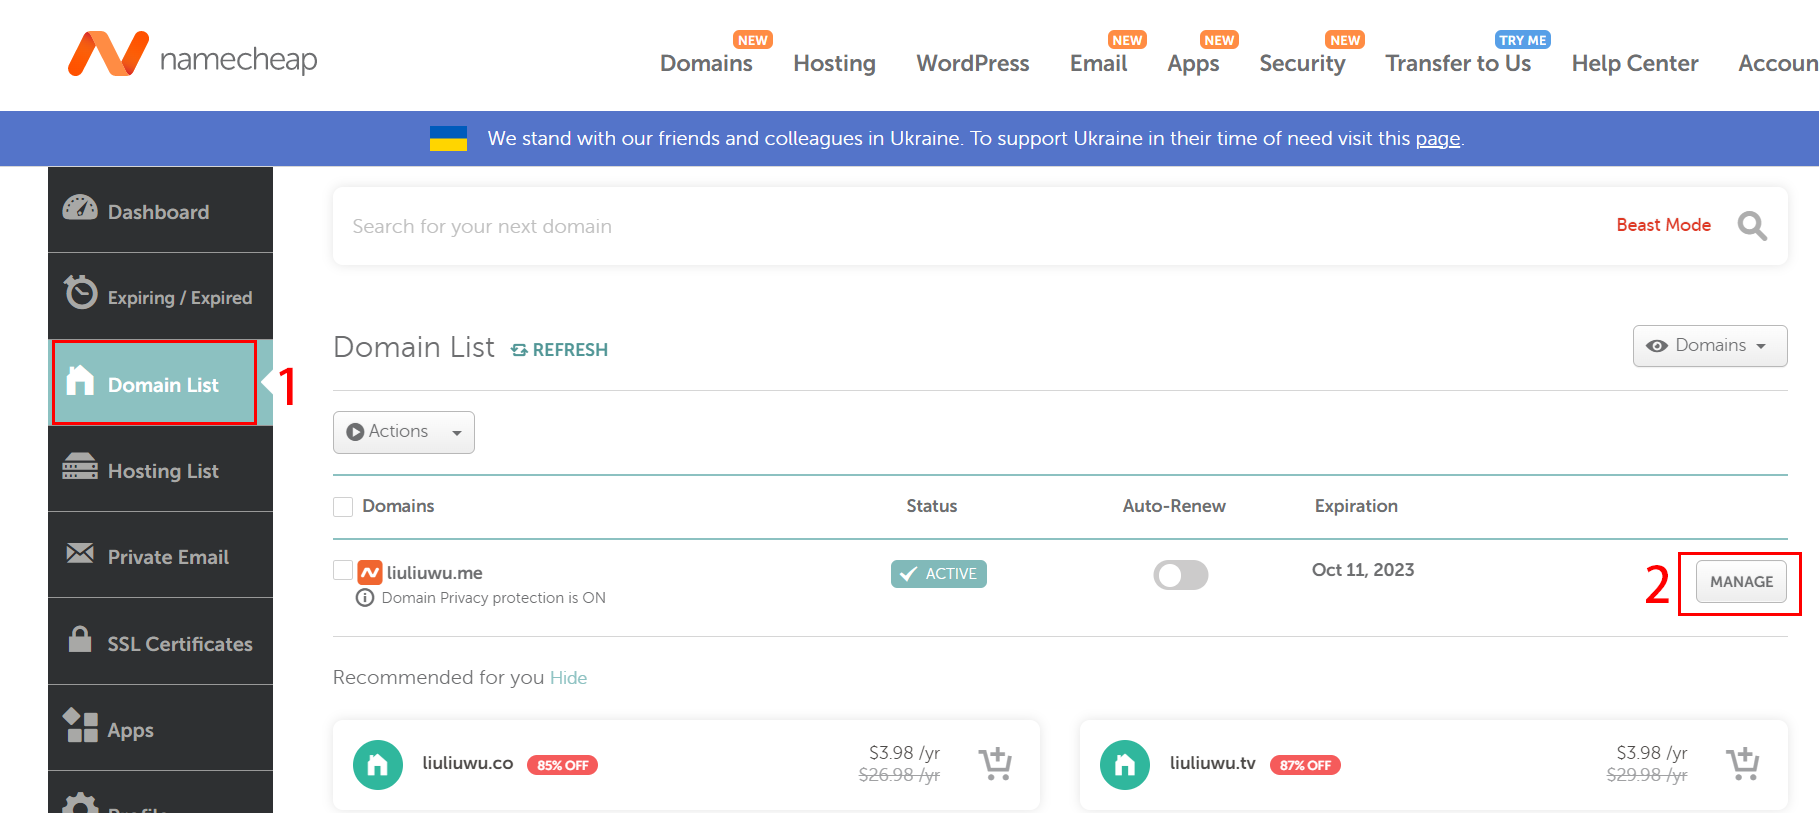 namecheap
NEW NEW NEW NEW TRY ME
Domains Hosting WordPress Email Apps Security Transfer to Us Help Center Accoun
We stand with our friends and colleagues in Ukraine. To support Ukraine in their time of need visit this page.
Dashboard
Expiring / Expired
Domain List
1
Hosting List
Private Email
SSL Certificates
Apps
Search for your next domain Beast Mode
Domain List REFRESH Domains
Actions
Domains Status Auto-Renew Expiration
liuliuwu.me ACTIVE Oct 11, 2023 2 MANAGE
Domain Privacy protection is ON
Recommended for you Hide
liuliuwu.co 85% OFF $3.98 /yr
$26.98 /yr
liuliuwu.tv 87% OFF $3.98 /yr
$29.98 /yr